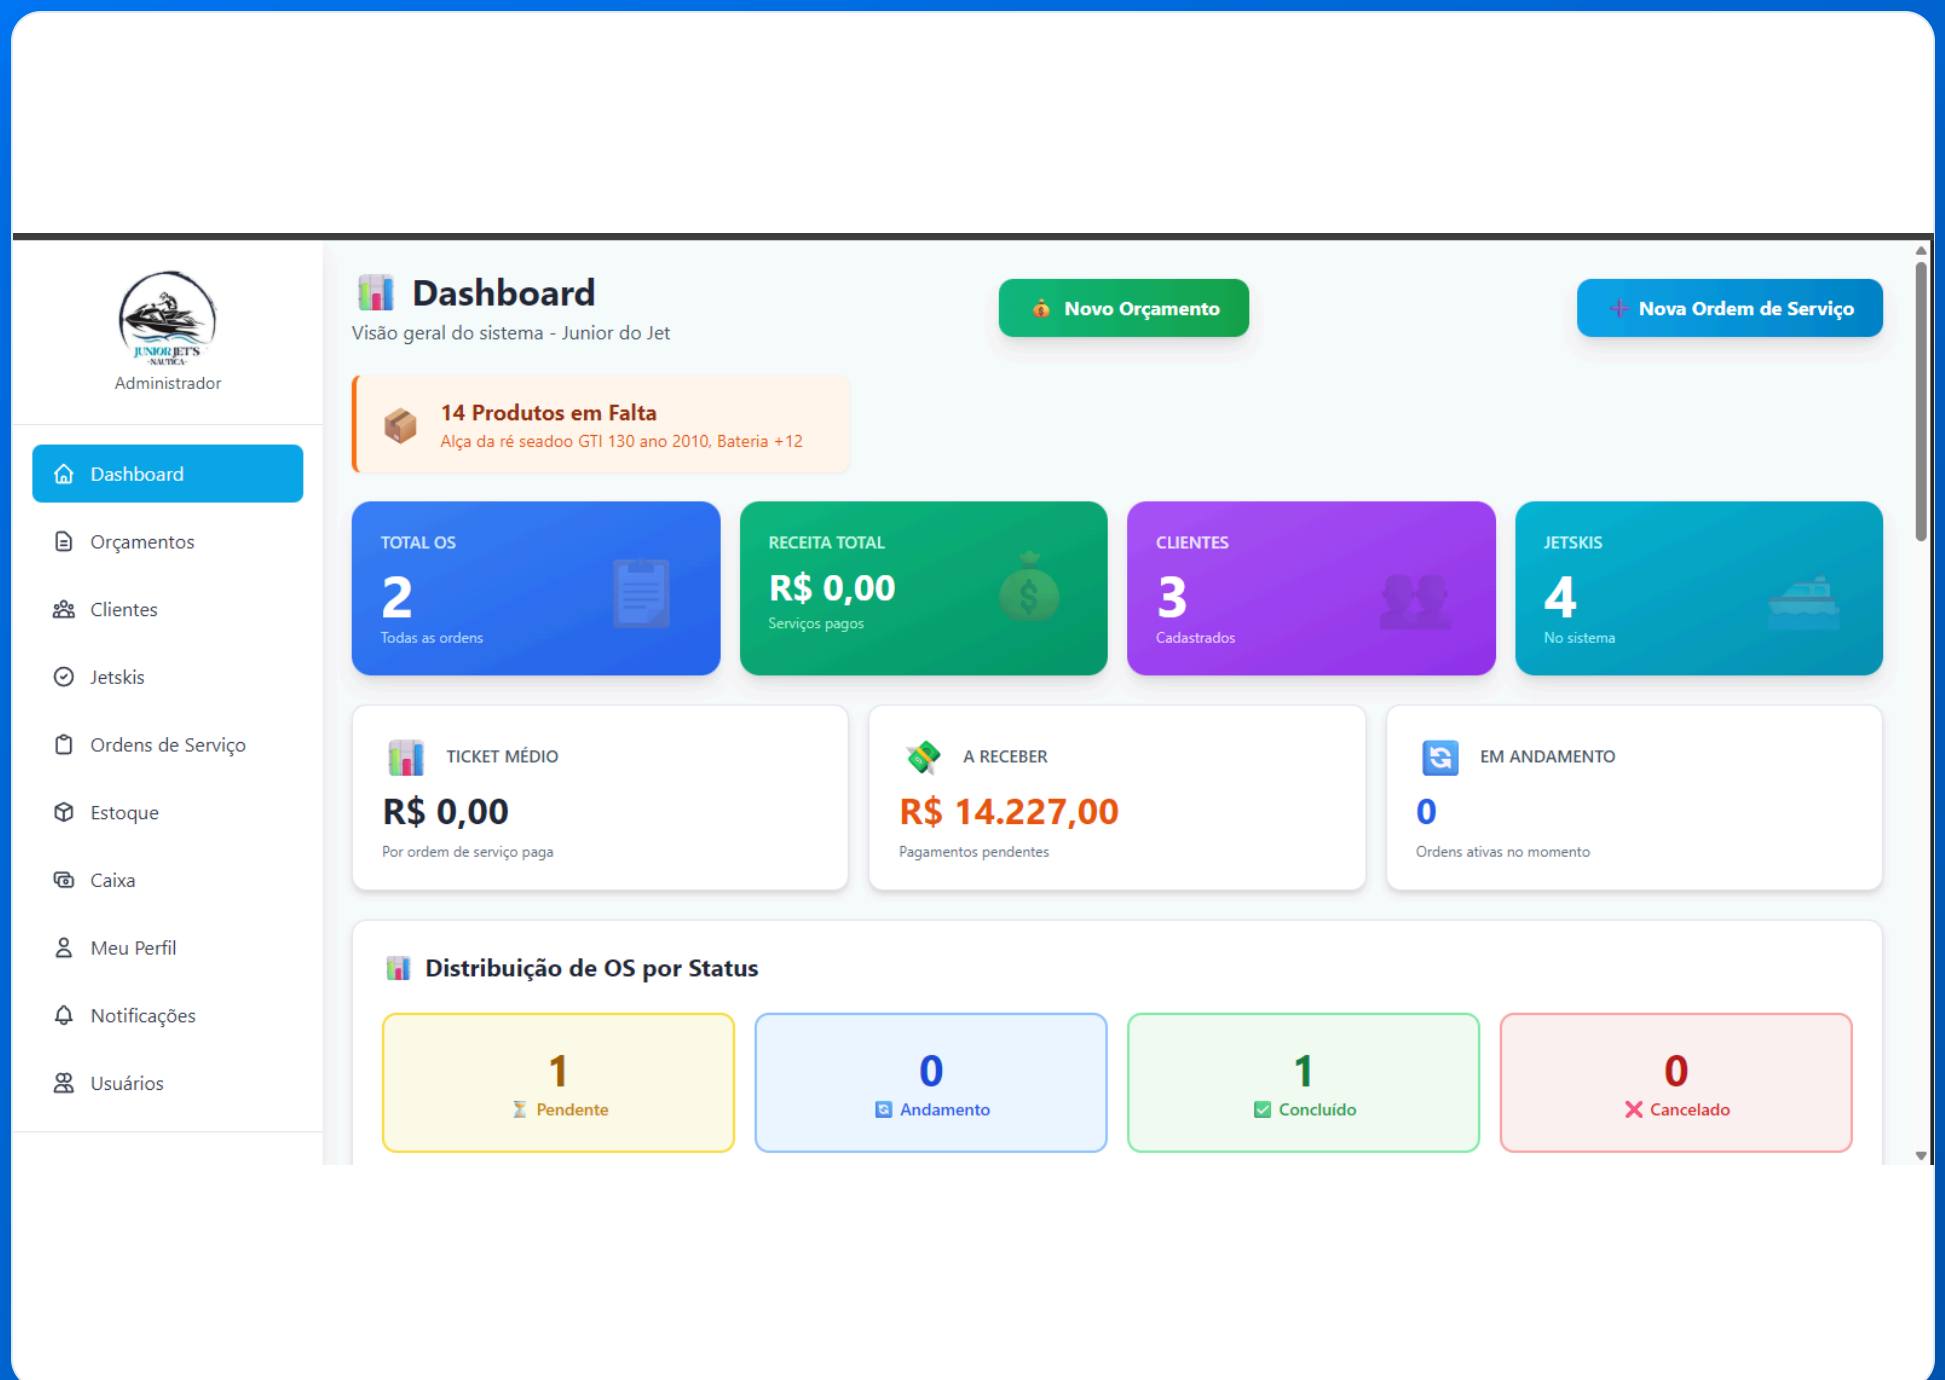 JUNIOR JET'S
-NAUTICA-
Administrador
Dashboard
Orçamentos
Clientes
Jetskis
Ordens de Serviço
Estoque
Caixa
Meu Perfil
Notificações
Usuários
Dashboard
Visão geral do sistema - Junior do Jet
Novo Orçamento
Nova Ordem de Serviço
14 Produtos em Falta
Alça da ré seadoo GTI 130 ano 2010, Bateria +12
TOTAL OS
2
Todas as ordens
RECEITA TOTAL
R$ 0,00
Serviços pagos
CLIENTES
3
Cadastrados
JETSKIS
4
No sistema
TICKET MÉDIO
R$ 0,00
Por ordem de serviço paga
A RECEBER
R$ 14.227,00
Pagamentos pendentes
EM ANDAMENTO
0
Ordens ativas no momento
Distribuição de OS por Status
1
Pendente
0
Andamento
1
Concluído
0
Cancelado